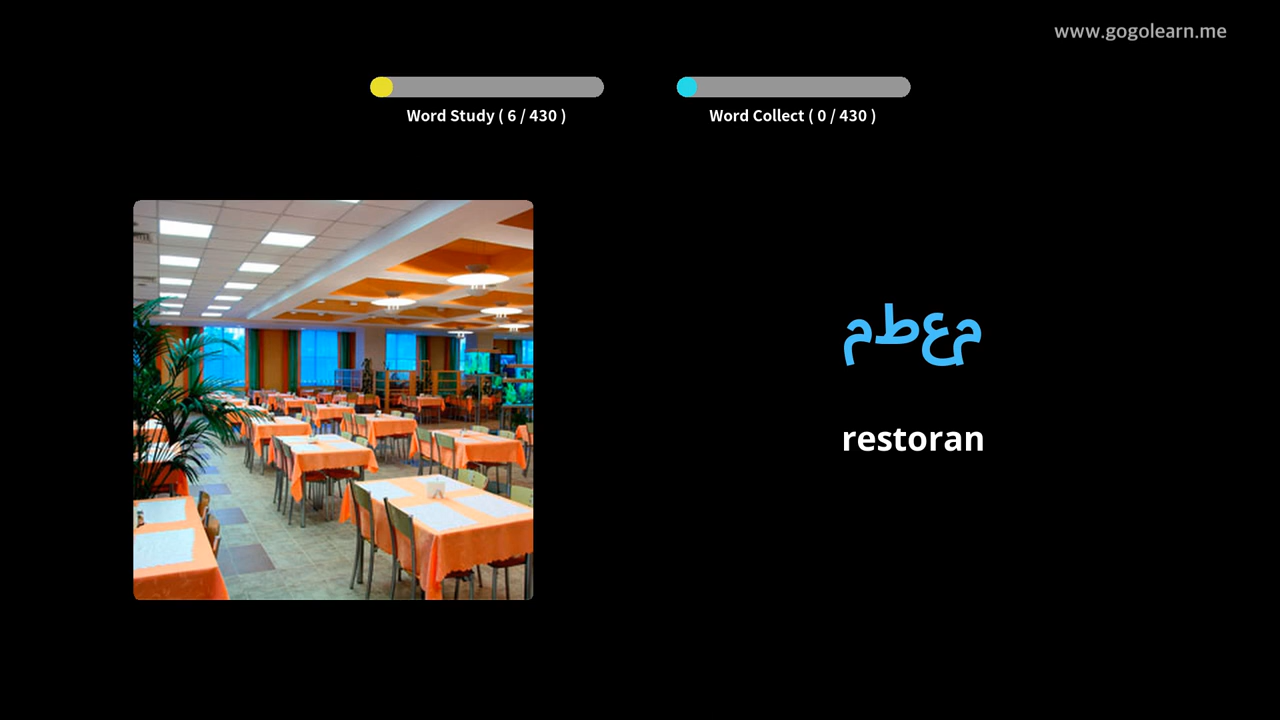 www.gogolearn.me
Word Study ( 6 / 430 )
Word Collect ( 0 / 430 )
مطعم
restoran